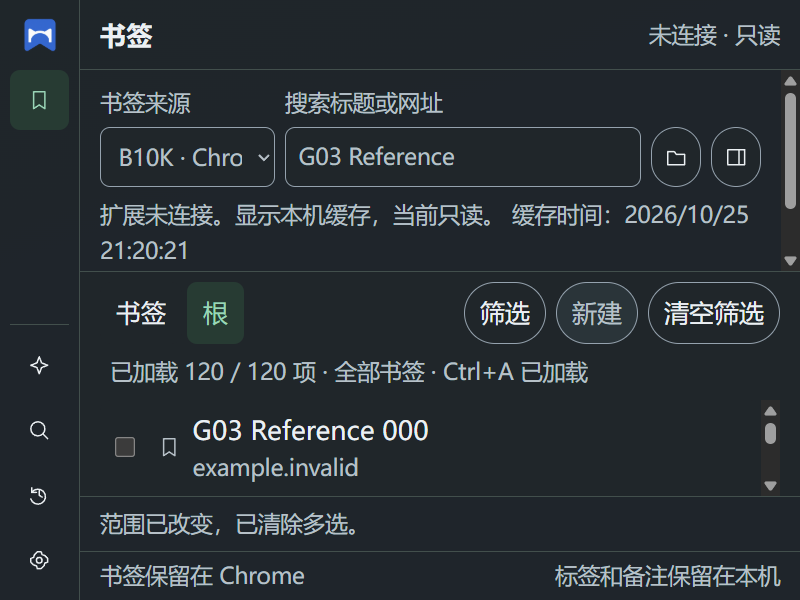 书签
未连接 · 只读
书签来源
搜索标题或网址
B10K · Chro
G03 Reference
扩展未连接。显示本机缓存，当前只读。 缓存时间：2026/10/25
21:20:21
书签
根
筛选
新建
清空筛选
已加载 120 / 120 项 · 全部书签 · Ctrl+A 已加载
G03 Reference 000
example.invalid
范围已改变，已清除多选。
书签保留在 Chrome
标签和备注保留在本机